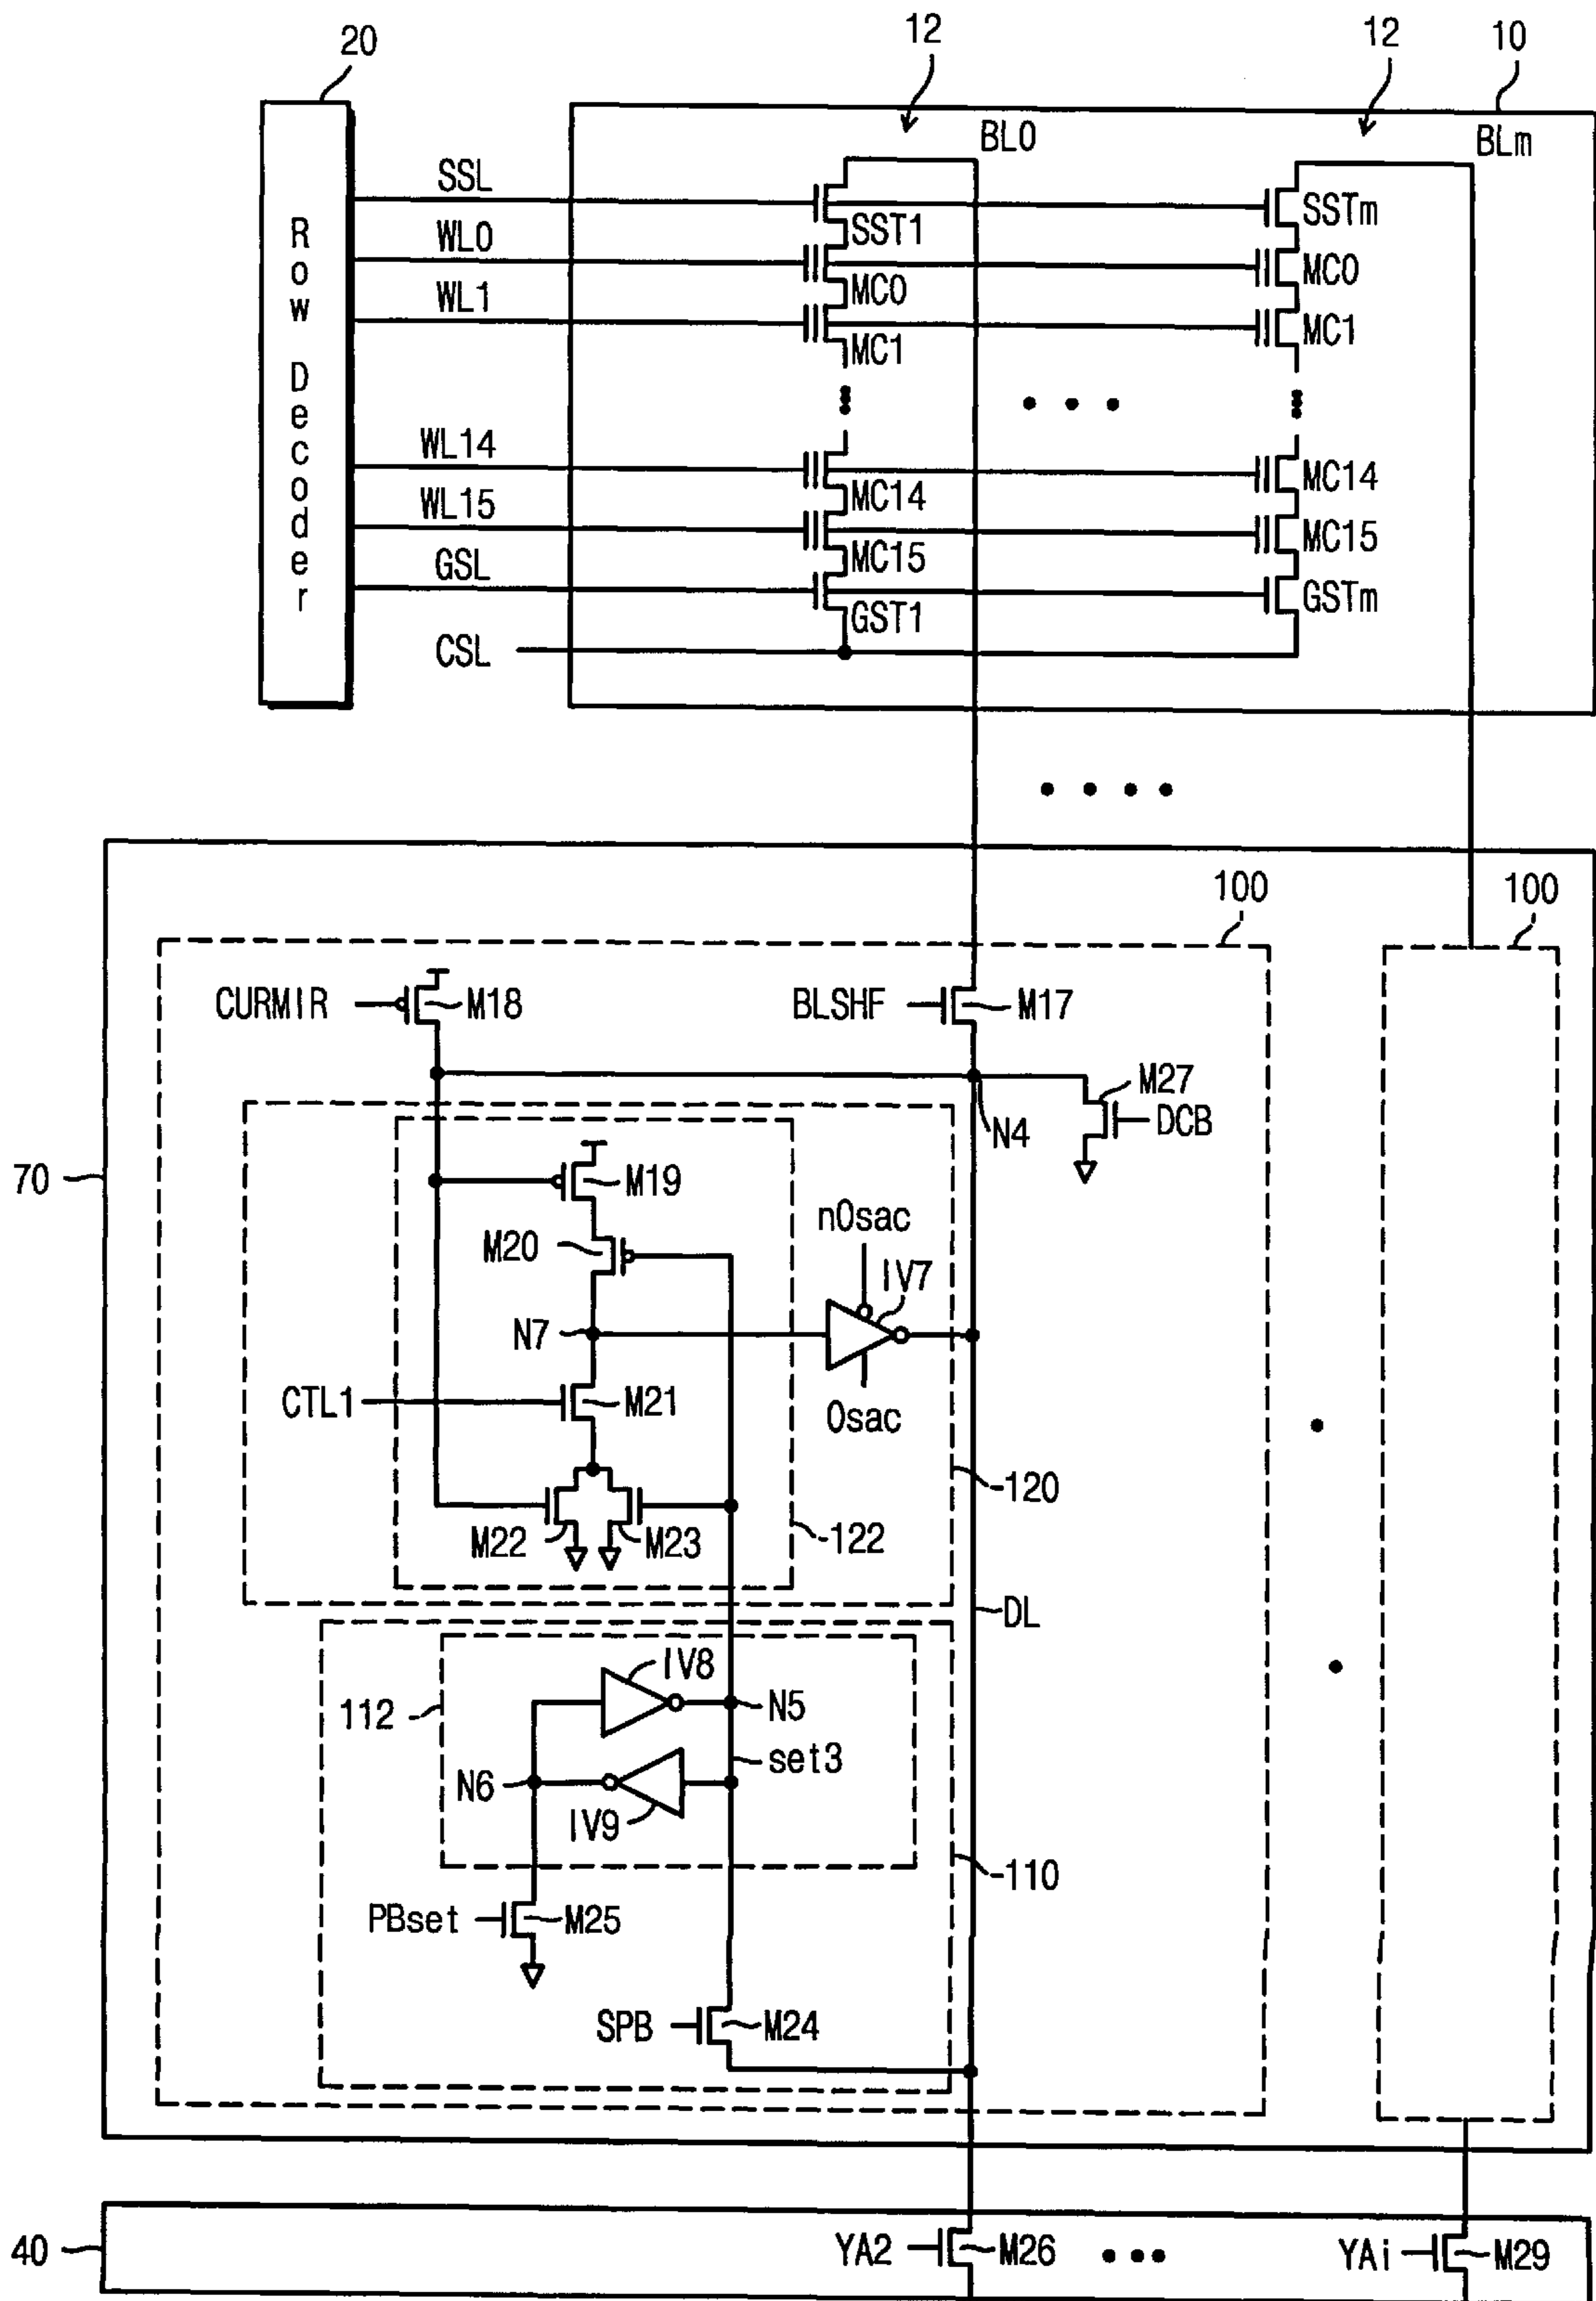 20
12
12
10
BL0
BLm
Row Decoder
SSL
SST1
SSTm
WL0
MC0
MC0
WL1
MC1
MC1
WL14
MC14
MC14
WL15
MC15
MC15
GSL
GST1
GSTm
CSL
100
100
CURMIR
M18
BLSHF
M17
M27
DCB
N4
70
M19
M20
nOsac
IV7
N7
CTL1
M21
Osac
120
M22
M23
122
DL
IV8
112
N5
set3
N6
IV9
110
PBset
M25
SPB
M24
40
YA2
M26
YAi
M29